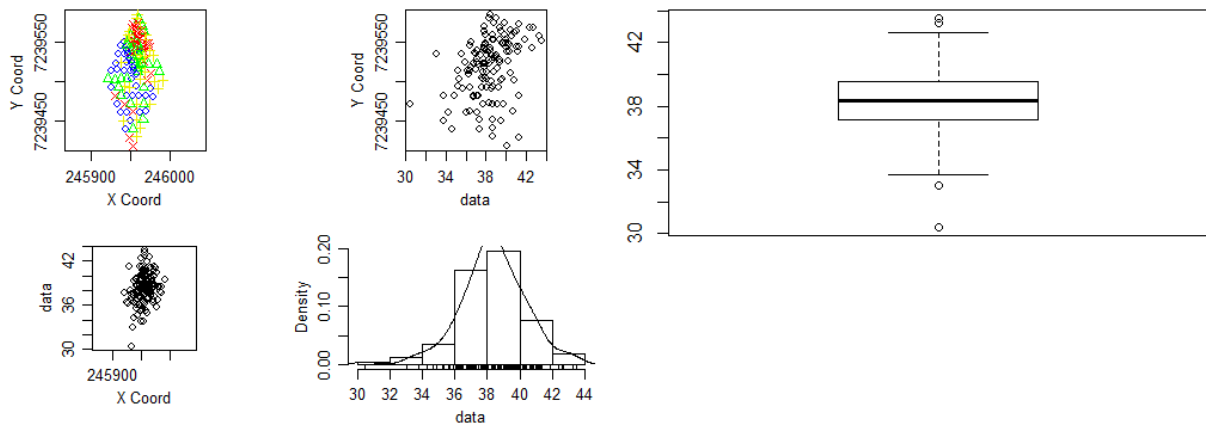 7239550
7239450
Y Coord
245900 246000
X Coord
7239550
7239450
Y Coord
30 34 38 42
data
42
38
34
30
42
36
30
data
245900
X Coord
0.20
0.10
0.00
Density
30 32 34 36 38 40 42 44
data